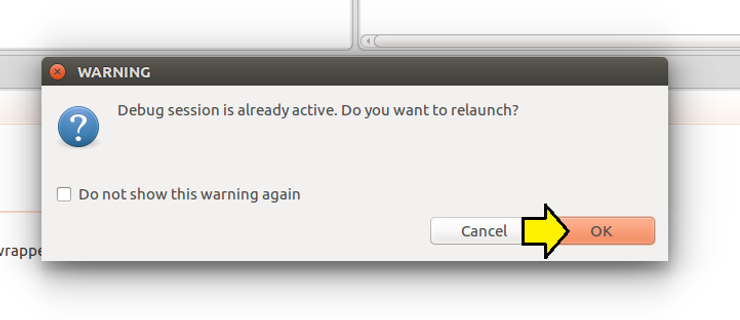 WARNING
Debug session is already active. Do you want to relaunch?
Do not show this warning again
Cancel
OK